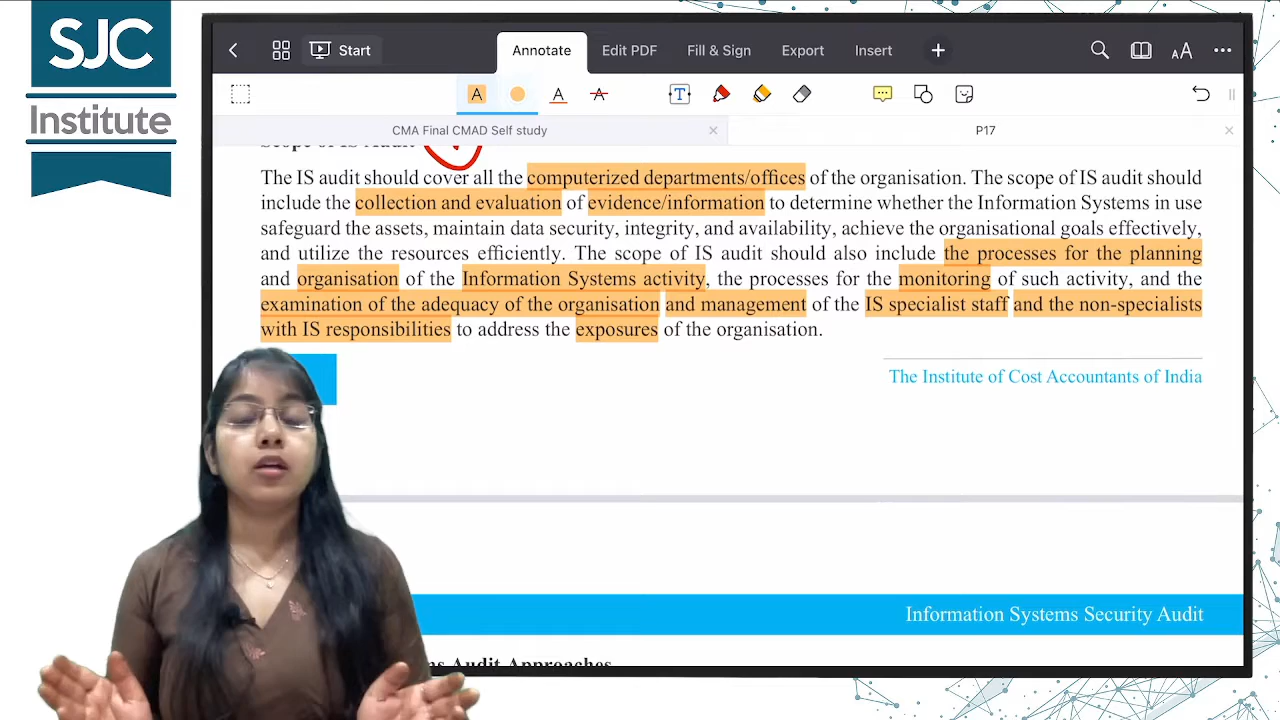 SJC
Institute
Start
Annotate
Edit PDF
Fill & Sign
Export
Insert
CMA Final CMAD Self study
P17
Scope of IS Audit
The IS audit should cover all the computerized departments/offices of the organisation. The scope of IS audit should
include the collection and evaluation of evidence/information to determine whether the Information Systems in use
safeguard the assets, maintain data security, integrity, and availability, achieve the organisational goals effectively,
and utilize the resources efficiently. The scope of IS audit should also include the processes for the planning
and organisation of the Information Systems activity, the processes for the monitoring of such activity, and the
examination of the adequacy of the organisation and management of the IS specialist staff and the non-specialists
with IS responsibilities to address the exposures of the organisation.
The Institute of Cost Accountants of India
Information Systems Security Audit
Audit Approaches